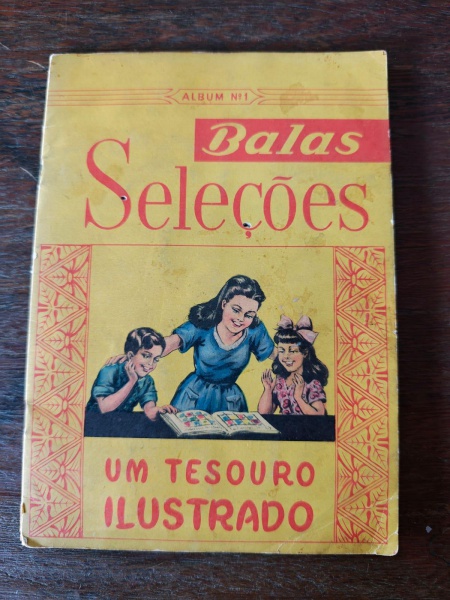 ALBUM Nº1
Balas
Seleções
UM TESOURO
ILUSTRADO